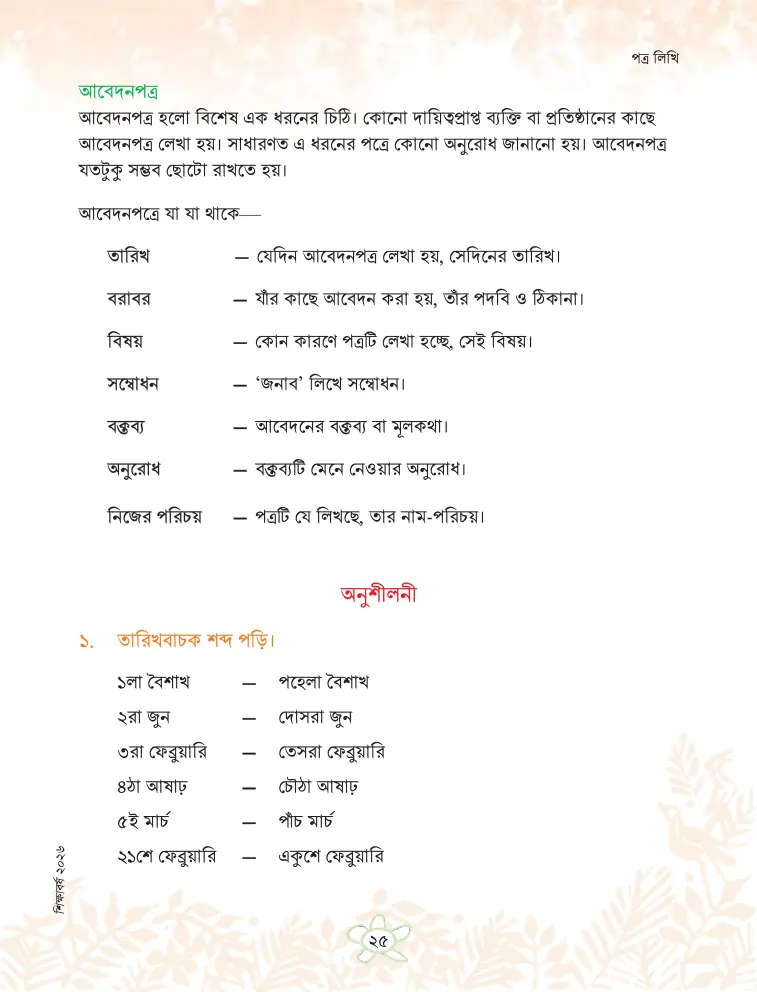 পত্র লিখি
আবেদনপত্র
আবেদনপত্র হলো বিশেষ এক ধরনের চিঠি। কোনো দায়িত্বপ্রাপ্ত ব্যক্তি বা প্রতিষ্ঠানের কাছে
আবেদনপত্র লেখা হয়। সাধারণত এ ধরনের পত্রে কোনো অনুরোধ জানানো হয়। আবেদনপত্র
যতটুকু সম্ভব ছোটো রাখতে হয়।
আবেদনপত্রে যা যা থাকে—
তারিখ — যেদিন আবেদনপত্র লেখা হয়, সেদিনের তারিখ।
বরাবর — যাঁর কাছে আবেদন করা হয়, তাঁর পদবি ও ঠিকানা।
বিষয় — কোন কারণে পত্রটি লেখা হচ্ছে, সেই বিষয়।
সম্বোধন — ‘জনাব’ লিখে সম্বোধন।
বক্তব্য — আবেদনের বক্তব্য বা মূলকথা।
অনুরোধ — বক্তব্যটি মেনে নেওয়ার অনুরোধ।
নিজের পরিচয় — পত্রটি যে লিখছে, তার নাম-পরিচয়।
অনুশীলনী
১. তারিখবাচক শব্দ পড়ি।
১লা বৈশাখ — পহেলা বৈশাখ
২রা জুন — দোসরা জুন
৩রা ফেব্রুয়ারি — তেসরা ফেব্রুয়ারি
৪ঠা আষাঢ় — চৌঠা আষাঢ়
৫ই মার্চ — পাঁচ মার্চ
২১শে ফেব্রুয়ারি — একুশে ফেব্রুয়ারি
শিক্ষাবর্ষ ২০২৬
২৫